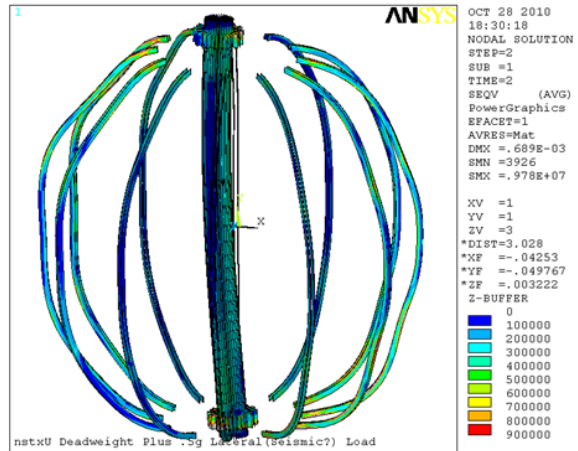 1
ANSYS
X
nstxU Deadweight Plus .5g Lateral(Seismic?) Load
OCT 28 2010
18:30:18
NODAL SOLUTION
STEP=2
SUB =1
TIME=2
SEQV (AVG)
PowerGraphics
EFACET=1
AVRES=Mat
DMX =.689E-03
SMN =3926
SMX =.978E+07
XV =1
YV =1
ZV =3
*DIST=3.028
*XF =-.04253
*YF =-.049767
*ZF =.003222
Z-BUFFER
0
100000
200000
300000
400000
500000
600000
700000
800000
900000